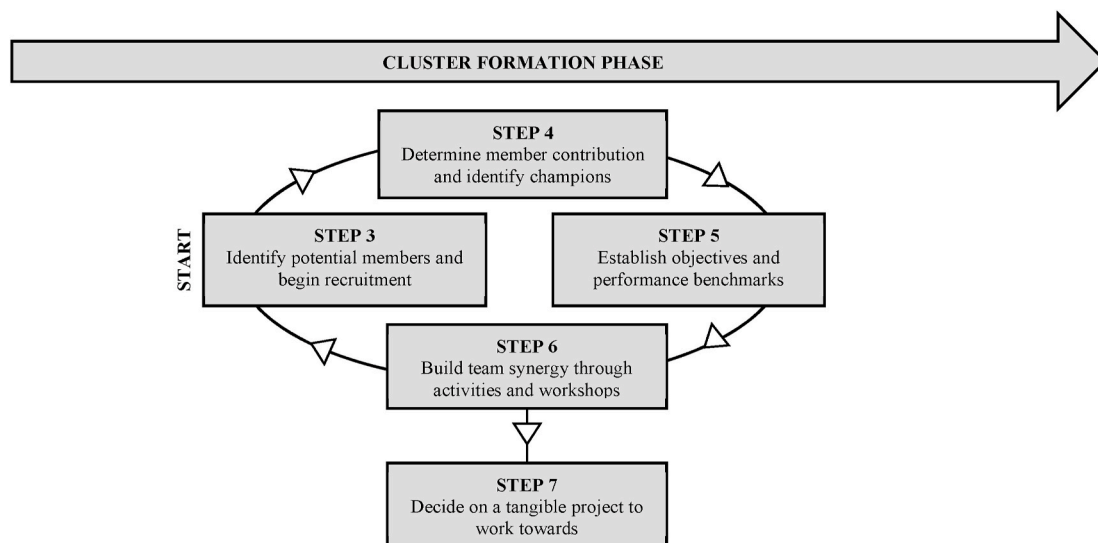 CLUSTER FORMATION PHASE
STEP 4
Determine member contribution
and identify champions
START
STEP 3
Identify potential members and
begin recruitment
STEP 5
Establish objectives and
performance benchmarks
STEP 6
Build team synergy through
activities and workshops
STEP 7
Decide on a tangible project to
work towards